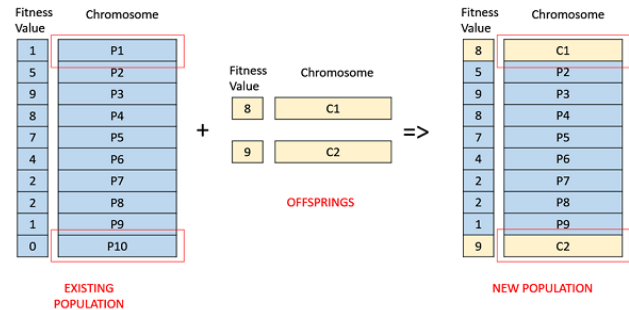 Fitness
Value
Chromosome
1 P1
5 P2
9 P3
8 P4
7 P5
4 P6
2 P7
2 P8
1 P9
0 P10
EXISTING
POPULATION
+
Fitness
Value
Chromosome
8 C1
9 C2
OFFSPRINGS
=>
Fitness
Value
Chromosome
8 C1
5 P2
9 P3
8 P4
7 P5
4 P6
2 P7
2 P8
1 P9
9 C2
NEW POPULATION